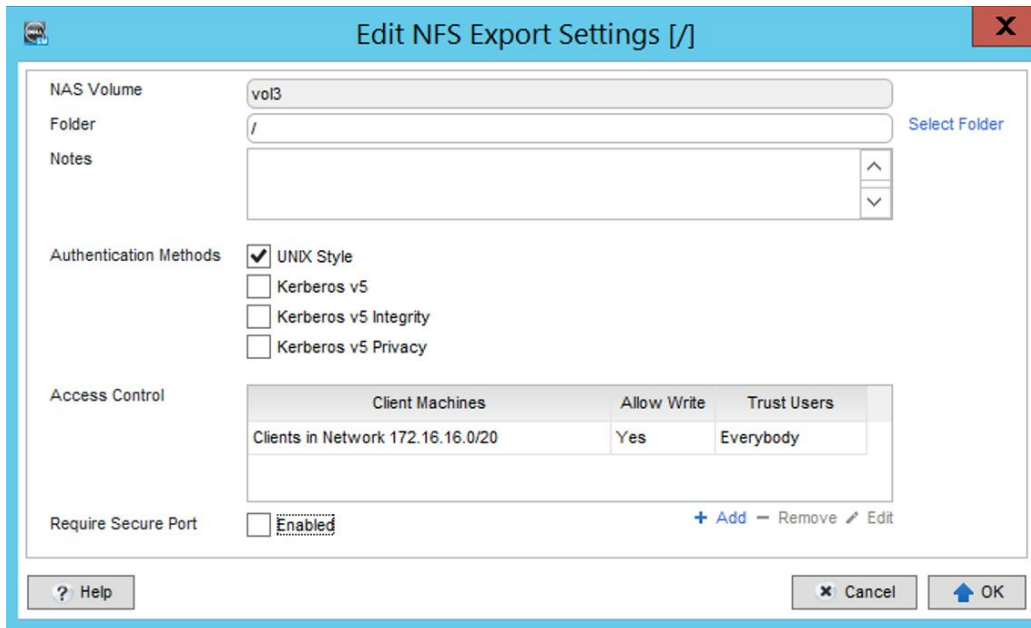 Edit NFS Export Settings [/]
X
NAS Volume vol3
Folder / Select Folder
Notes
Authentication Methods UNIX Style
Kerberos v5
Kerberos v5 Integrity
Kerberos v5 Privacy
Access Control Client Machines Allow Write Trust Users
Clients in Network 172.16.16.0/20 Yes Everybody
Require Secure Port Enabled + Add − Remove Edit
? Help Cancel OK